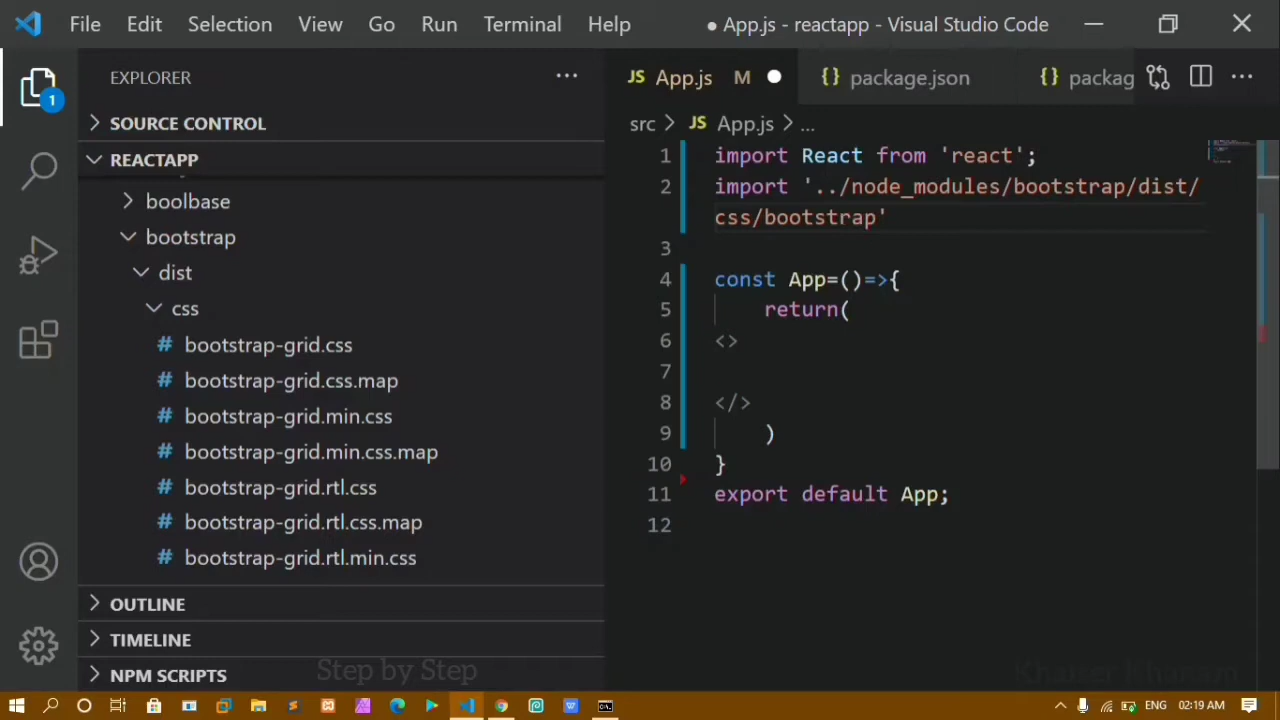 File Edit Selection View Go Run Terminal Help ● App.js - reactapp - Visual Studio Code
EXPLORER ...
1
SOURCE CONTROL
REACTAPP
boolbase
bootstrap
dist
css
# bootstrap-grid.css
# bootstrap-grid.css.map
# bootstrap-grid.min.css
# bootstrap-grid.min.css.map
# bootstrap-grid.rtl.css
# bootstrap-grid.rtl.css.map
# bootstrap-grid.rtl.min.css
OUTLINE
TIMELINE
NPM SCRIPTS
JS App.js M ● {} package.json {} packag ...
src > JS App.js > ...
1 import React from 'react';
2 import '../node_modules/bootstrap/dist/
css/bootstrap'
3
4 const App=()=>{
5 return(
6 <>
7
8 </>
9 )
10 }
11 export default App;
12
Step by Step
Khaiser Khanam
ENG 02:19 AM